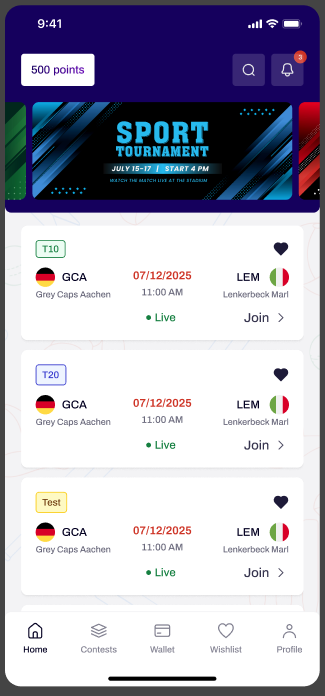 9:41
500 points
3
SPORT
TOURNAMENT
JULY 15-17 | START 4 PM
WATCH THE MATCH LIVE AT THE STADIUM
T10
GCA 07/12/2025 LEM
Grey Caps Aachen 11:00 AM Lenkerbeck Marl
Live Join
T20
GCA 07/12/2025 LEM
Grey Caps Aachen 11:00 AM Lenkerbeck Marl
Live Join
Test
GCA 07/12/2025 LEM
Grey Caps Aachen 11:00 AM Lenkerbeck Marl
Live Join
Home Contests Wallet Wishlist Profile